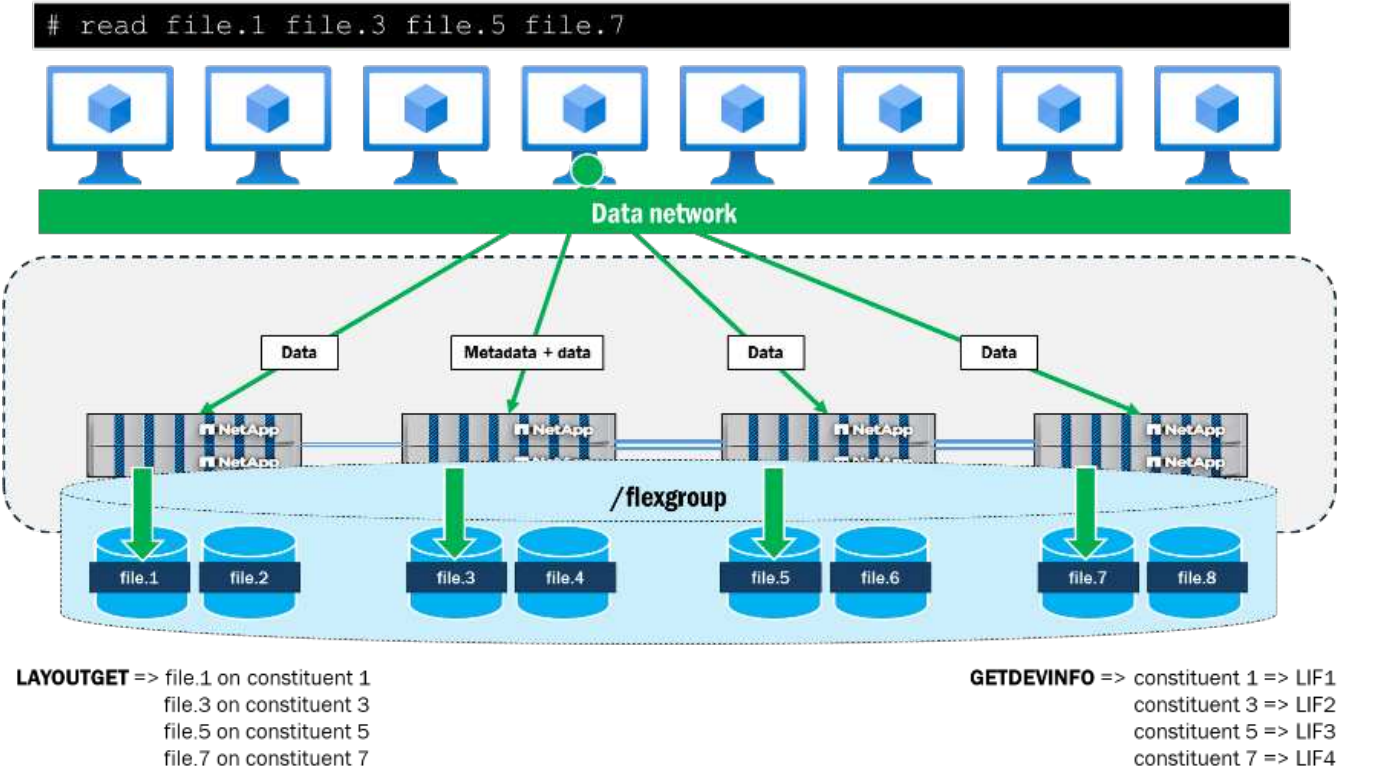 # read file.1 file.3 file.5 file.7
Data network
Data
Metadata + data
Data
Data
NetApp
NetApp
NetApp
NetApp
NetApp
NetApp
NetApp
NetApp
/flexgroup
file.1
file.2
file.3
file.4
file.5
file.6
file.7
file.8
LAYOUTGET => file.1 on constituent 1
file.3 on constituent 3
file.5 on constituent 5
file.7 on constituent 7
GETDEVINFO => constituent 1 => LIF1
constituent 3 => LIF2
constituent 5 => LIF3
constituent 7 => LIF4